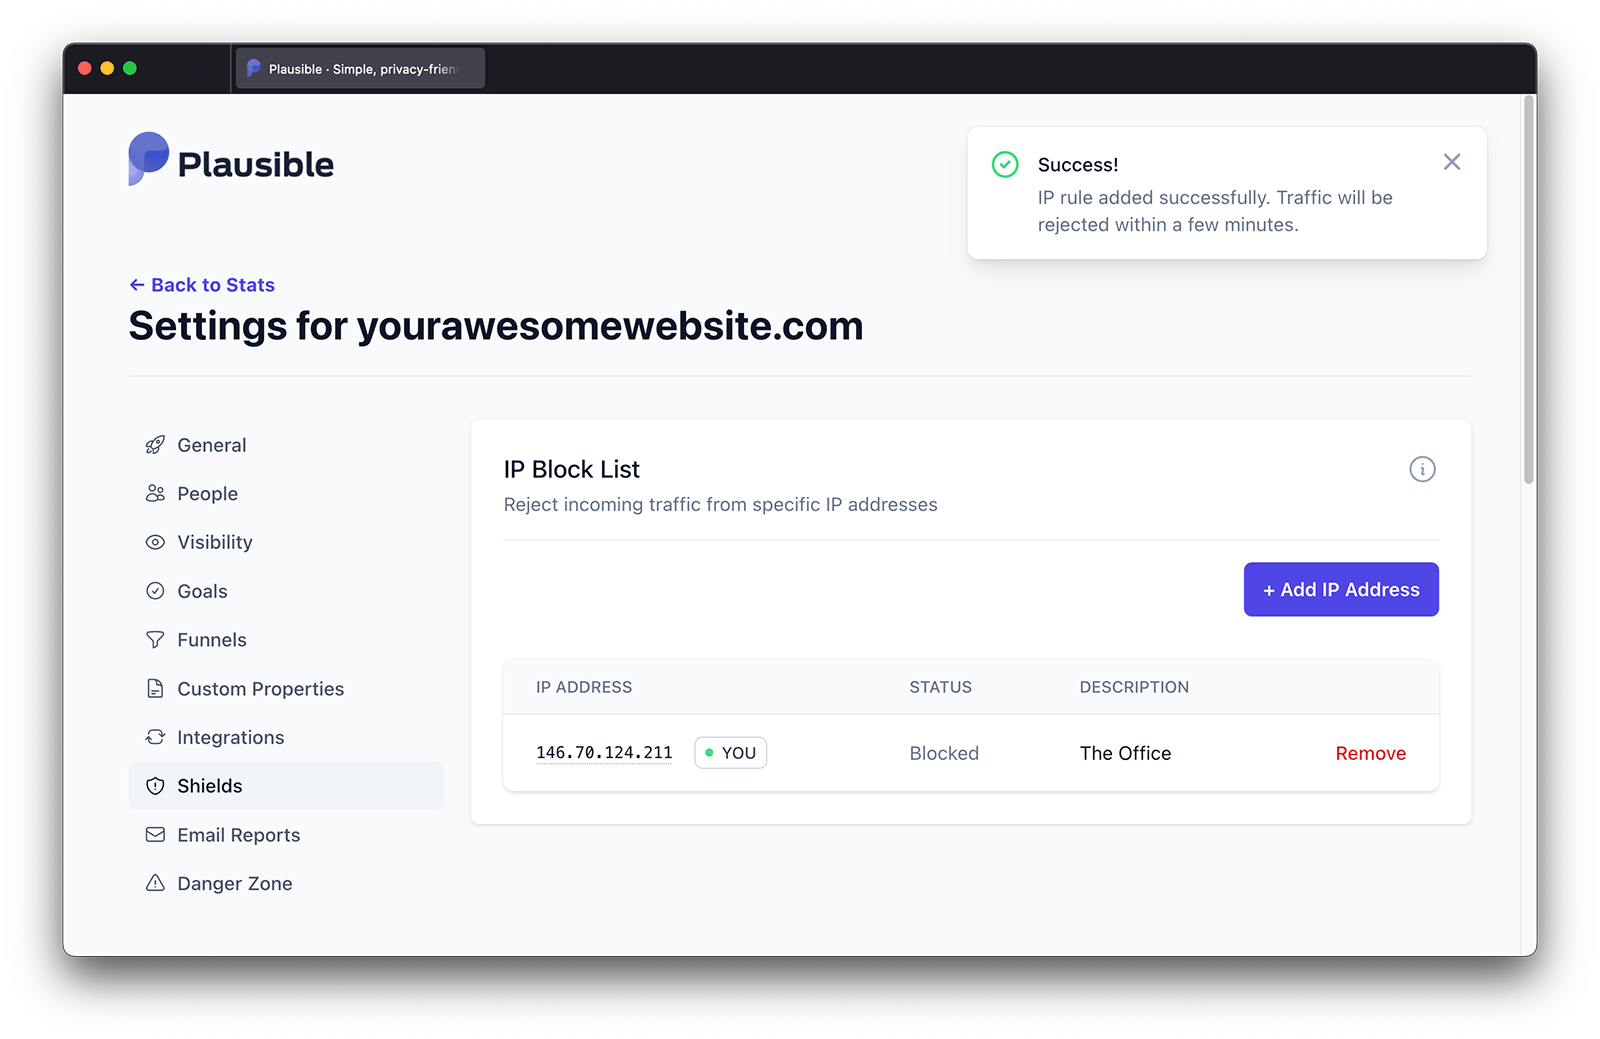 Plausible · Simple, privacy-frien
Plausible
Success!
IP rule added successfully. Traffic will be
rejected within a few minutes.
← Back to Stats
Settings for yourawesomewebsite.com
General
People
Visibility
Goals
Funnels
Custom Properties
Integrations
Shields
Email Reports
Danger Zone
IP Block List
Reject incoming traffic from specific IP addresses
+ Add IP Address
IP ADDRESS STATUS DESCRIPTION
146.70.124.211 YOU Blocked The Office Remove